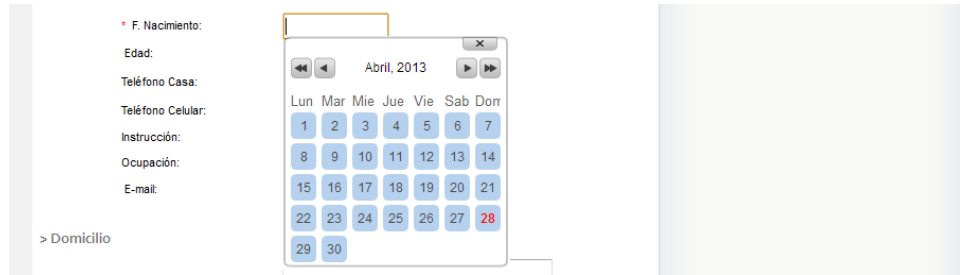 * F. Nacimiento:
Edad:
Teléfono Casa:
Teléfono Celular:
Instrucción:
Ocupación:
E-mail:
> Domicilio
x
Abril, 2013
Lun Mar Mie Jue Vie Sab Dom
1 2 3 4 5 6 7
8 9 10 11 12 13 14
15 16 17 18 19 20 21
22 23 24 25 26 27 28
29 30